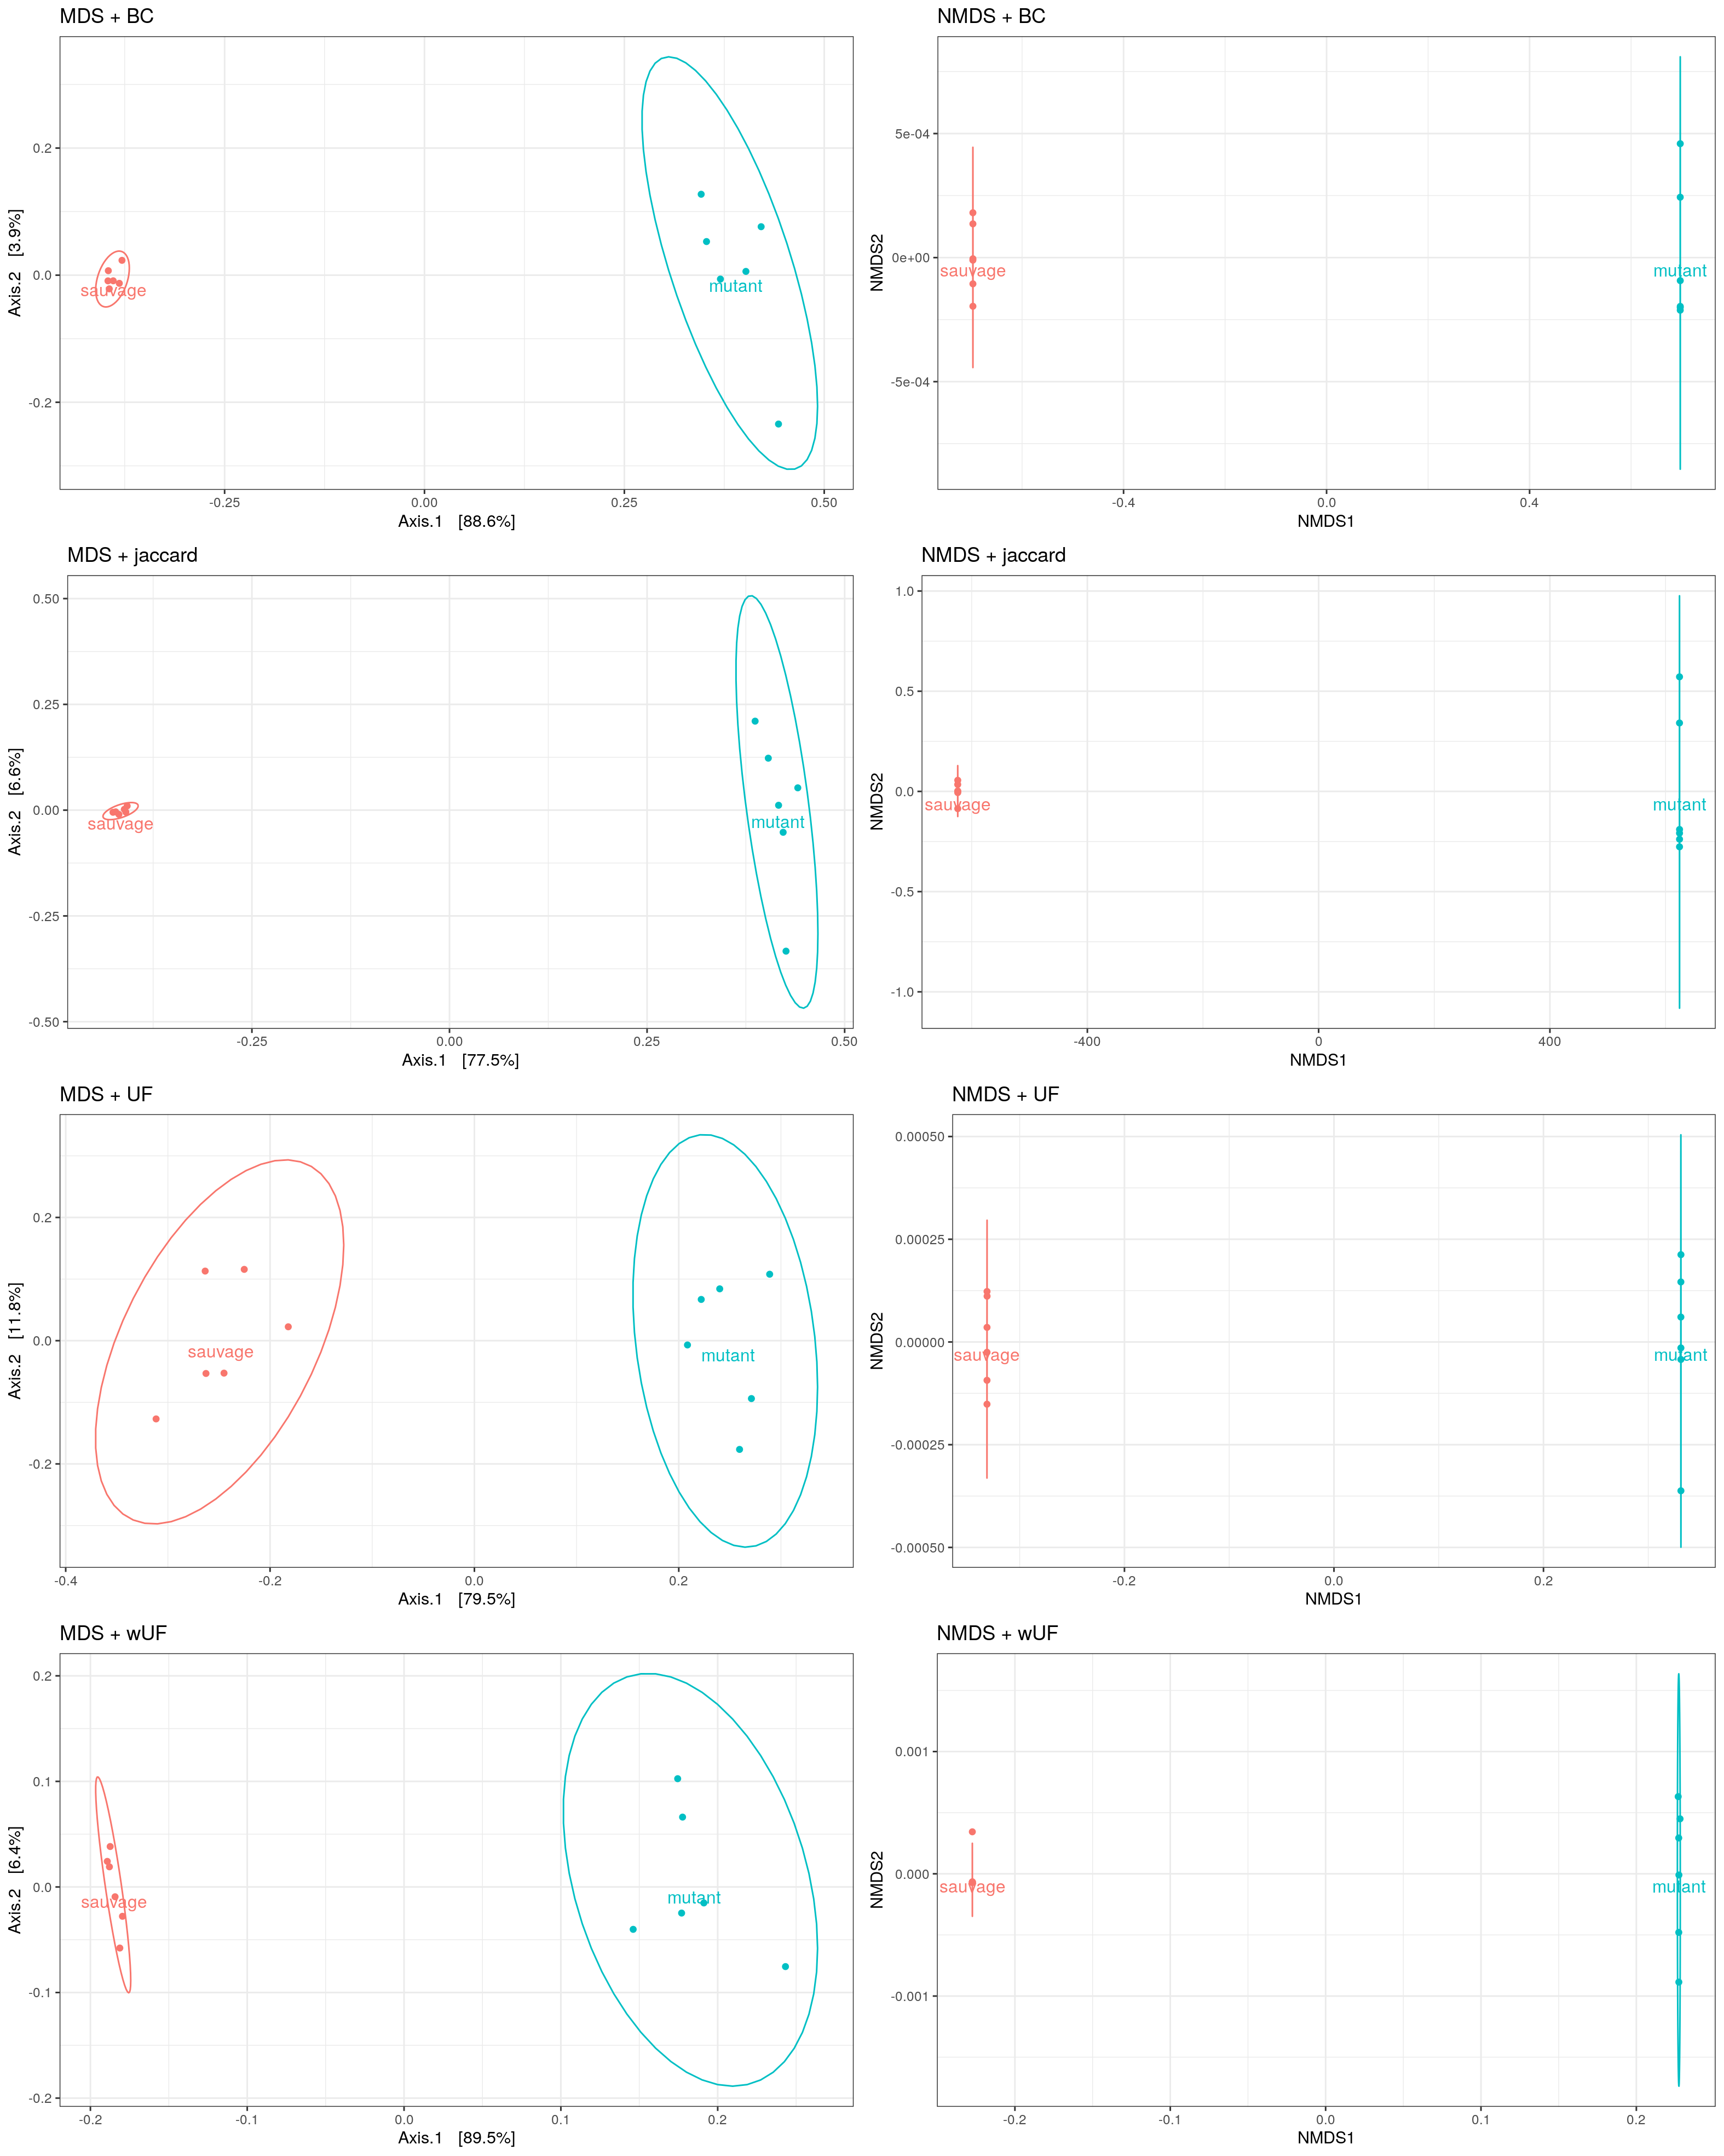 MDS + BC
Axis.2 [3.9%]
0.2
0.0
-0.2
sauvage
mutant
-0.25
0.00
0.25
0.50
Axis.1 [88.6%]
NMDS + BC
NMDS2
5e-04
0e+00
-5e-04
sauvage
mutant
-0.4
0.0
0.4
NMDS1
MDS + jaccard
Axis.2 [6.6%]
0.50
0.25
0.00
-0.25
-0.50
sauvage
mutant
-0.25
0.00
0.25
0.50
Axis.1 [77.5%]
NMDS + jaccard
NMDS2
1.0
0.5
0.0
-0.5
-1.0
sauvage
mutant
-400
0
400
NMDS1
MDS + UF
Axis.2 [11.8%]
0.2
0.0
-0.2
sauvage
mutant
-0.4
-0.2
0.0
0.2
Axis.1 [79.5%]
NMDS + UF
NMDS2
0.00050
0.00025
0.00000
-0.00025
-0.00050
sauvage
mutant
-0.2
0.0
0.2
NMDS1
MDS + wUF
Axis.2 [6.4%]
0.2
0.1
0.0
-0.1
-0.2
sauvage
mutant
-0.2
-0.1
0.0
0.1
0.2
Axis.1 [89.5%]
NMDS + wUF
NMDS2
0.001
0.000
-0.001
sauvage
mutant
-0.2
-0.1
0.0
0.1
0.2
NMDS1